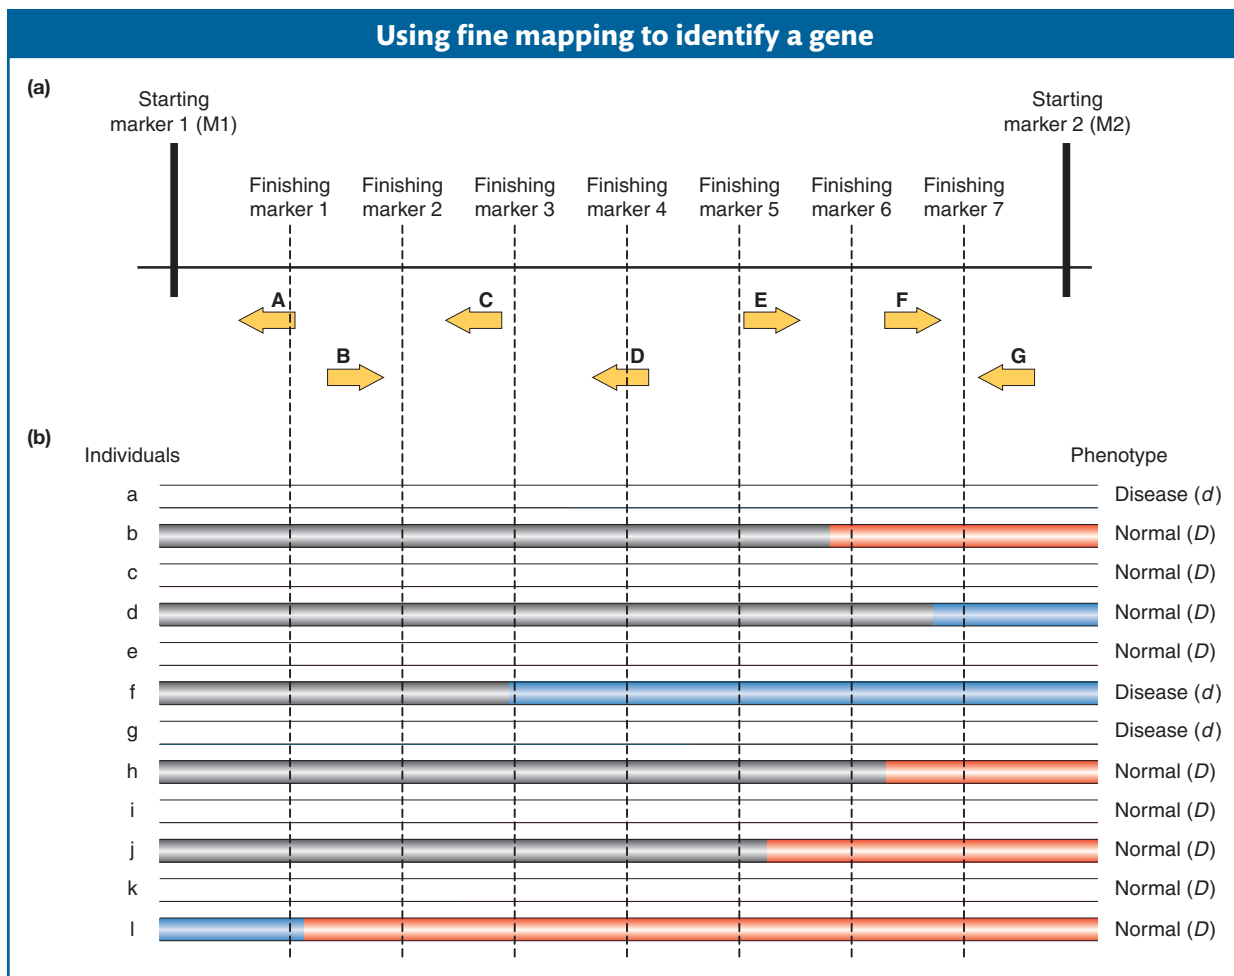 Using fine mapping to identify a gene
(a)
Starting
marker 1 (M1)
Starting
marker 2 (M2)
Finishing
marker 1
Finishing
marker 2
Finishing
marker 3
Finishing
marker 4
Finishing
marker 5
Finishing
marker 6
Finishing
marker 7
A
C
E
F
B
D
G
(b)
Individuals
Phenotype
a Disease (d)
b Normal (D)
c Normal (D)
d Normal (D)
e Normal (D)
f Disease (d)
g Disease (d)
h Normal (D)
i Normal (D)
j Normal (D)
k Normal (D)
l Normal (D)